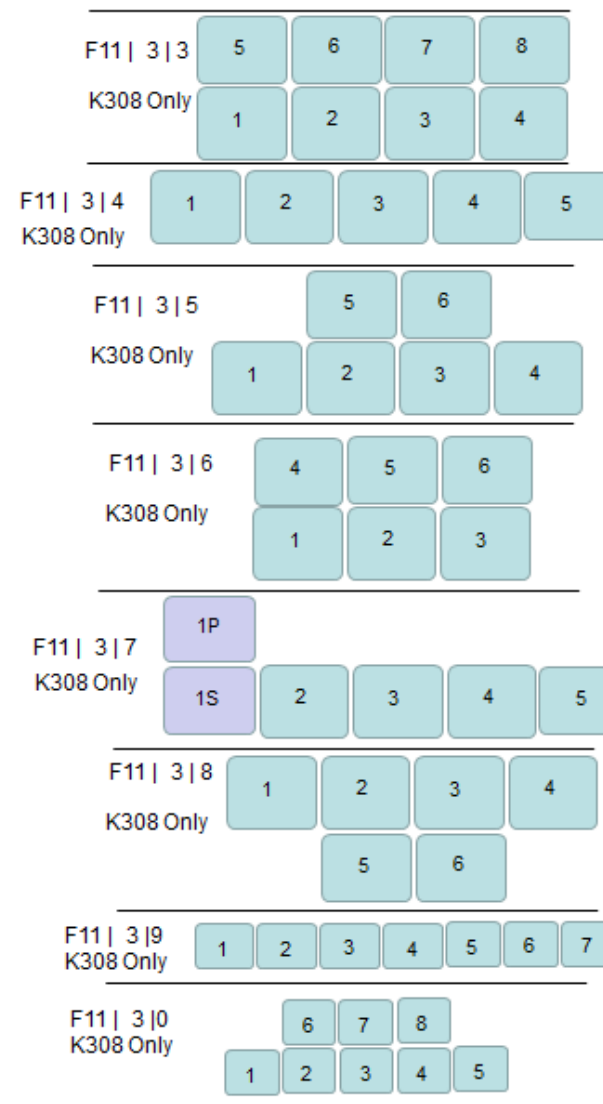 F11 | 3 | 3 5 6 7 8
K308 Only 1 2 3 4
F11 | 3 | 4 1 2 3 4 5
K308 Only
F11 | 3 | 5 5 6
K308 Only 1 2 3 4
F11 | 3 | 6 4 5 6
K308 Only 1 2 3
1P
F11 | 3 | 7
K308 Only 1S 2 3 4 5
F11 | 3 | 8 1 2 3 4
K308 Only
5 6
F11 | 3 |9 1 2 3 4 5 6 7
K308 Only
F11 | 3 |0 6 7 8
K308 Only
1 2 3 4 5